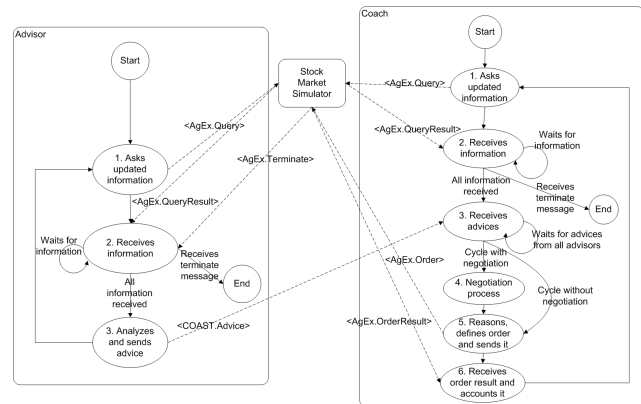 Advisor
Start
1. Asks
updated
information
Waits for
information
2. Receives
information
Receives
terminate
message
End
All
information
received
3. Analyzes
and sends
advice
Stock
Market
Simulator
<AgEx.Query>
<AgEx.Query>
<AgEx.QueryResult>
<AgEx.Terminate>
<AgEx.QueryResult>
<AgEx.Order>
<COAST.Advice>
<AgEx.OrderResult>
Coach
Start
1. Asks
updated
information
2. Receives
information
Waits for
information
All information
received
Receives
terminate
message
End
3. Receives
advices
Waits for advices
from all advisors
Cycle with
negotiation
4. Negotiation
process
Cycle without
negotiation
5. Reasons,
defines order
and sends it
6. Receives
order result and
accounts it